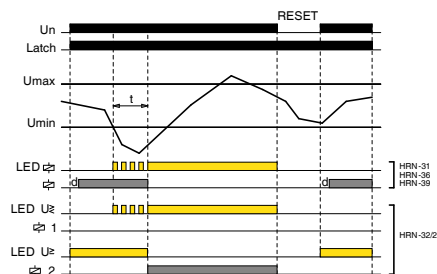 RESET
Un
Latch
Umax
t
Umin
LED
HRN-31
HRN-36
d
d
HRN-39
LED U≥
1
HRN-32/2
LED U≥
2